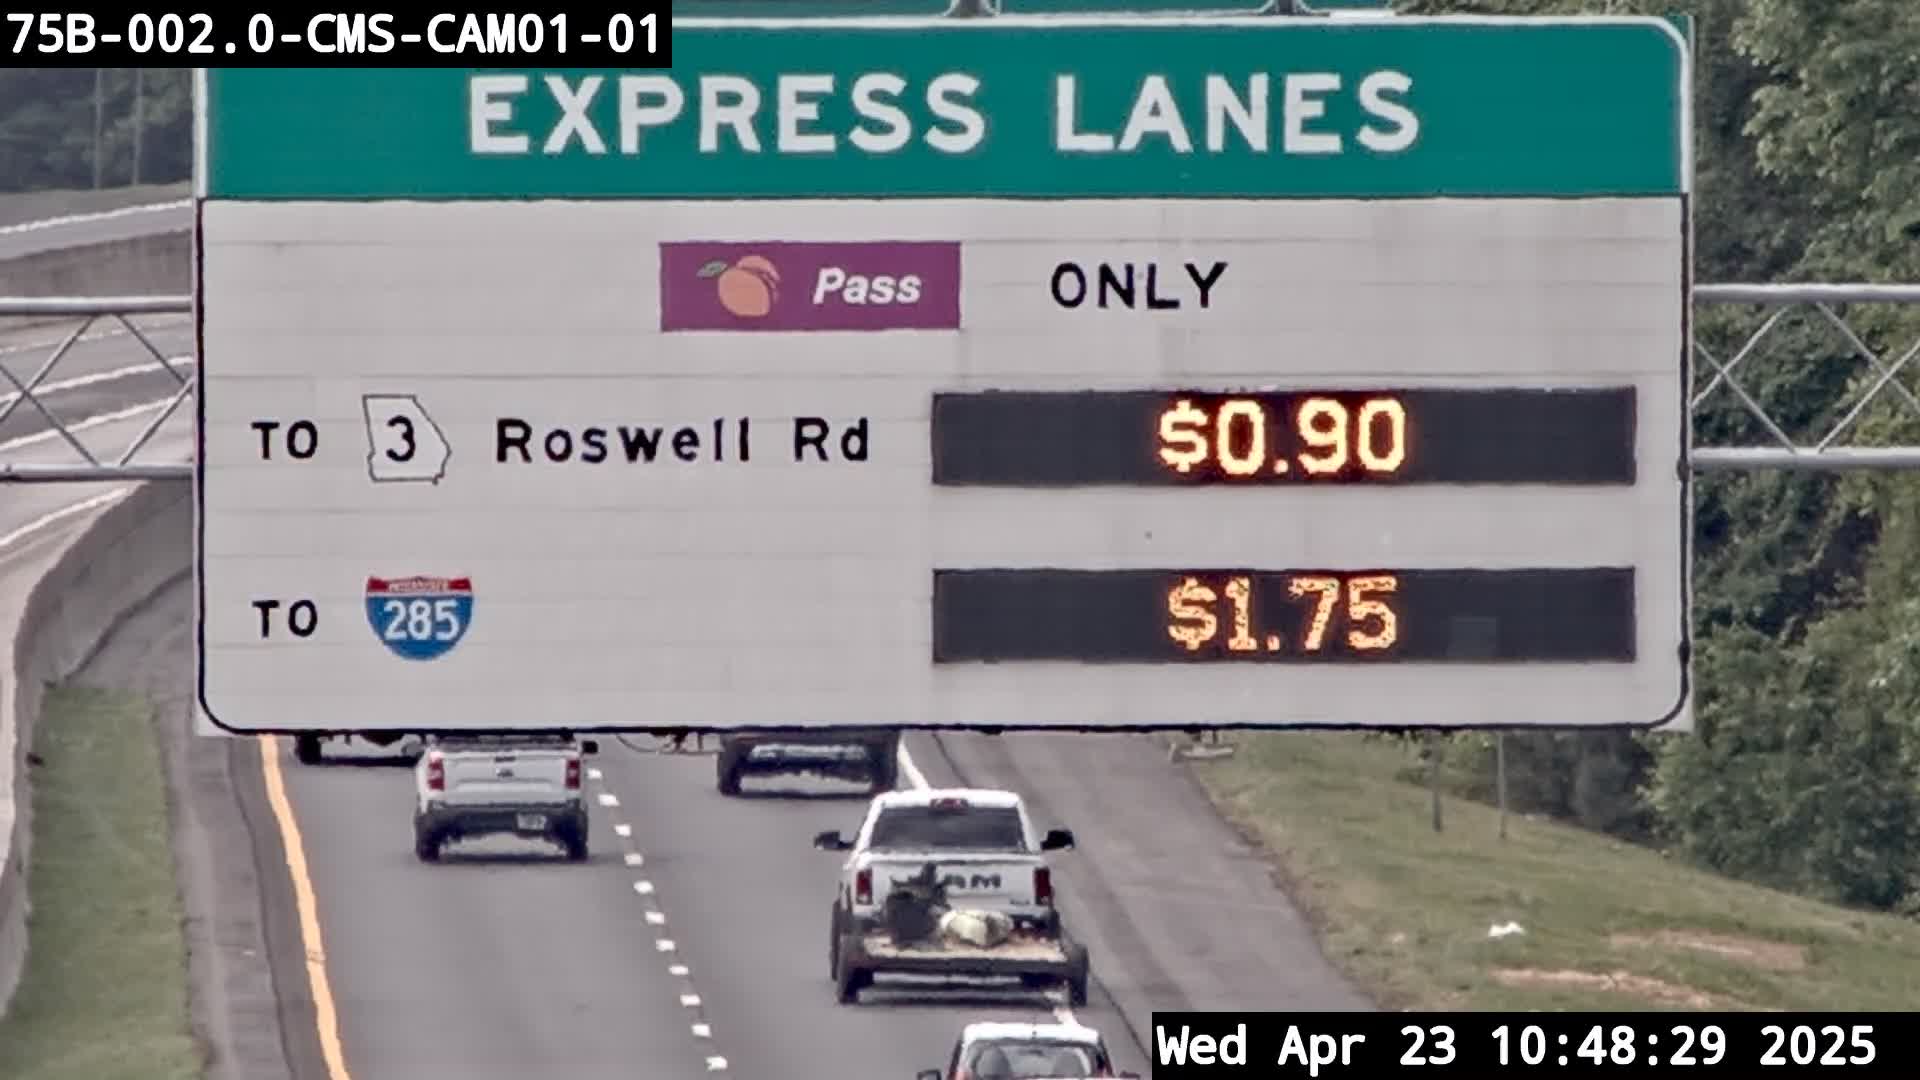 75B-002.0-CMS-CAM01-01
EXPRESS LANES
Pass ONLY
TO 3 Roswell Rd $0.90
TO INTERSTATE 285 $1.75
RAM
Wed Apr 23 10:48:29 2025